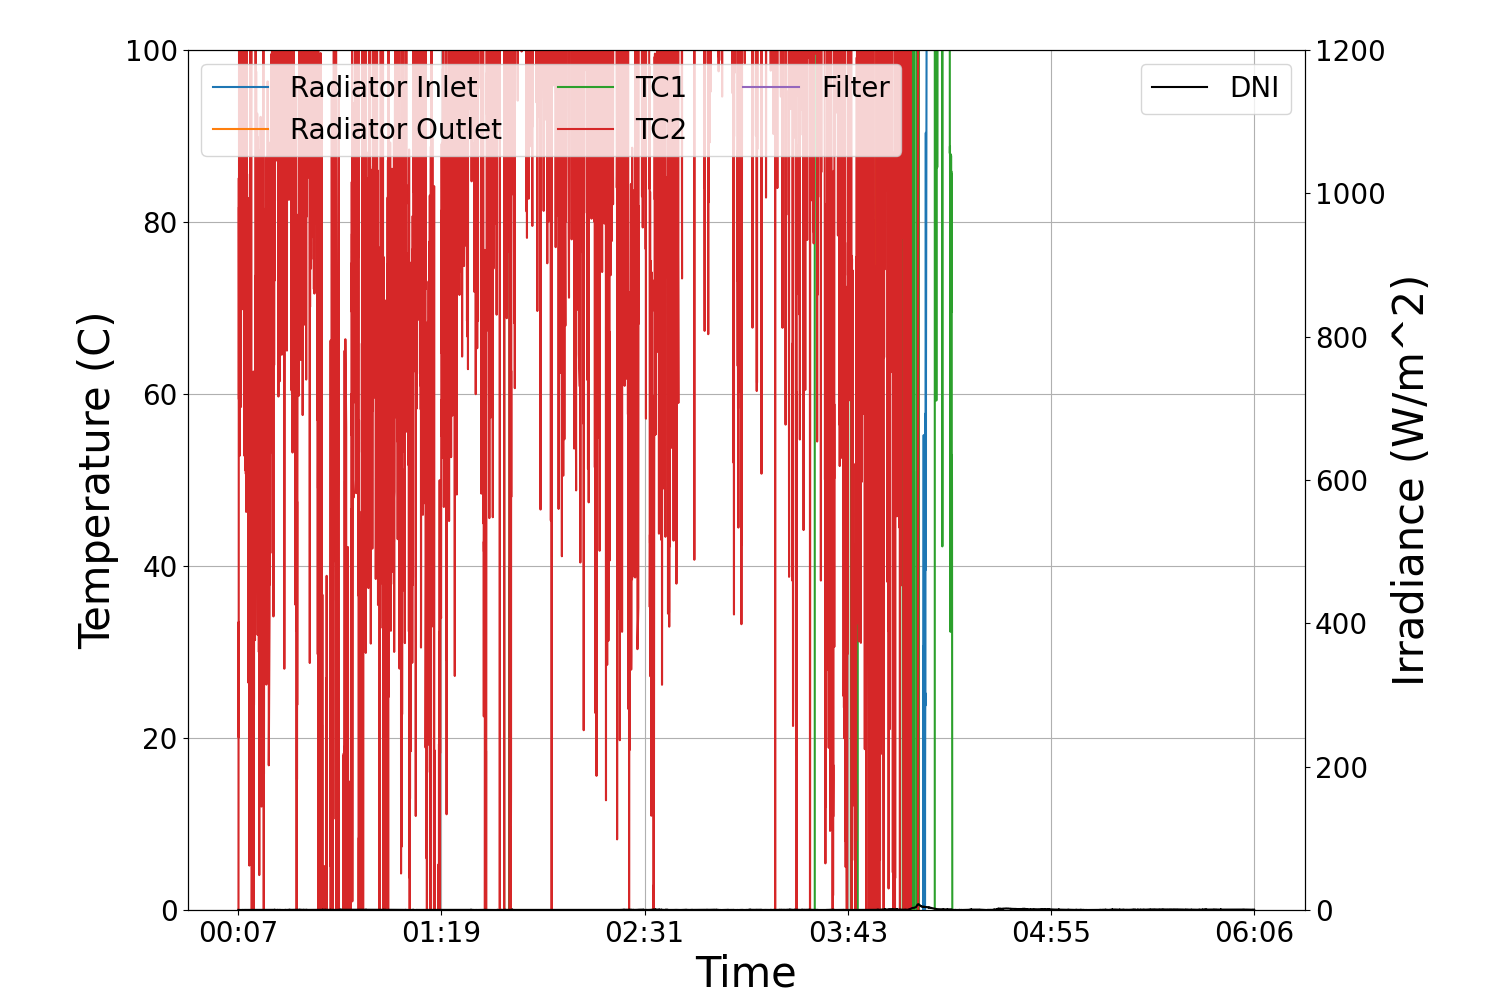 100
80
60
40
20
0
Temperature (C)
Radiator Inlet
Radiator Outlet
TC1
TC2
Filter
DNI
1200
1000
800
600
400
200
0
Irradiance (W/m^2)
00:07 01:19 02:31 03:43 04:55 06:06
Time